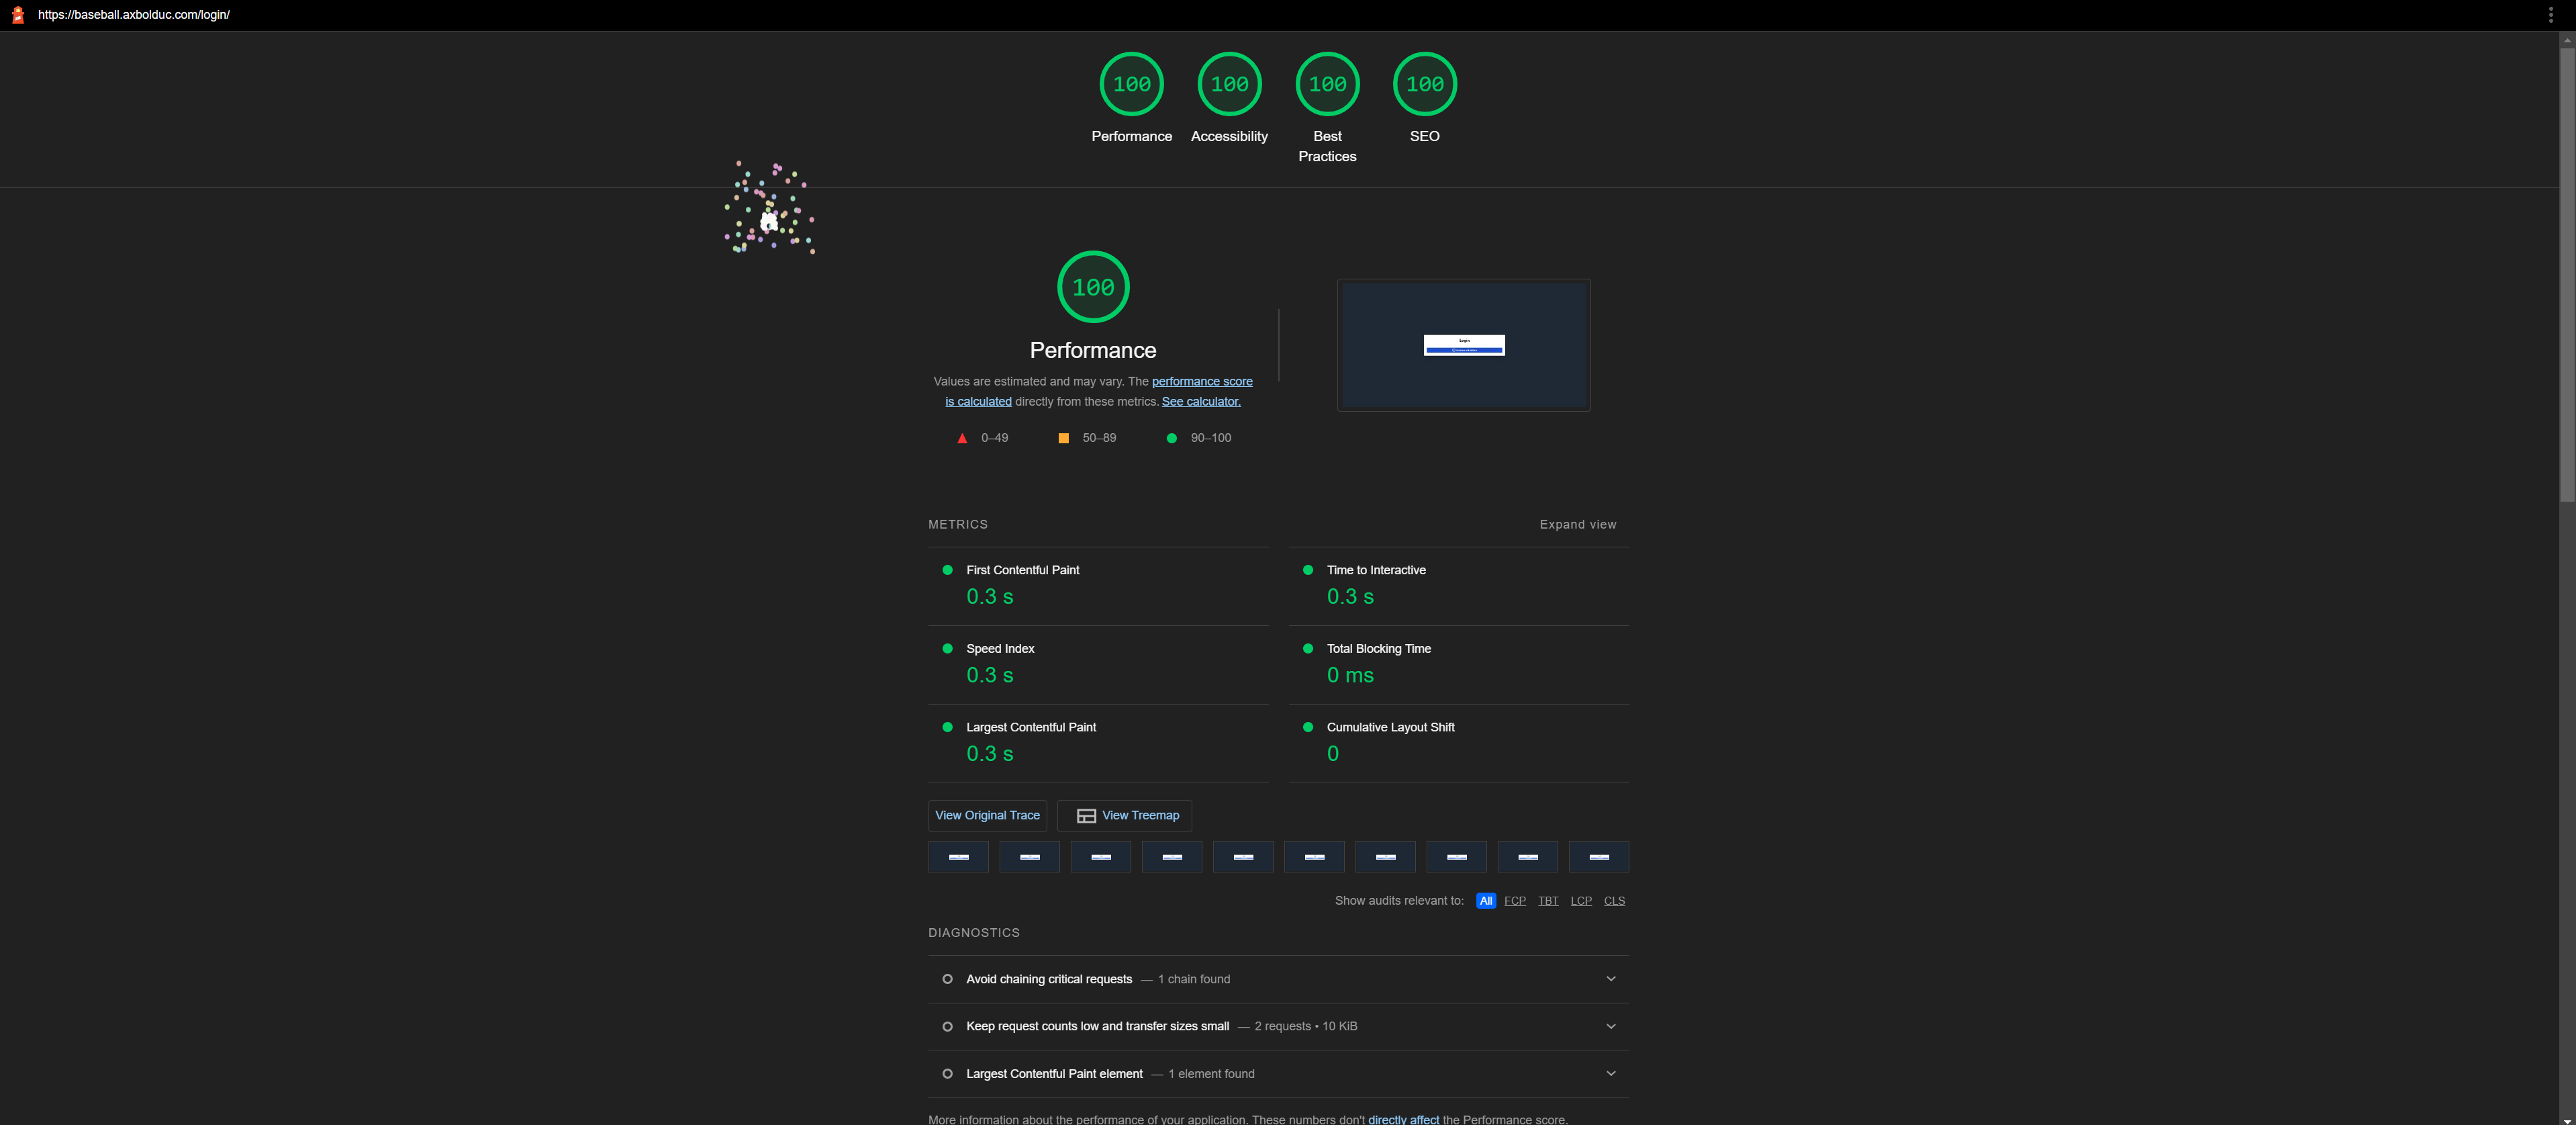 https://baseball.axbolduc.com/login/
100
100
100
100
Performance
Accessibility
Best
Practices
SEO
100
Performance
Values are estimated and may vary. The performance score
is calculated directly from these metrics. See calculator.
0–49
50–89
90–100
Login
METRICS
Expand view
First Contentful Paint
0.3 s
Time to Interactive
0.3 s
Speed Index
0.3 s
Total Blocking Time
0 ms
Largest Contentful Paint
0.3 s
Cumulative Layout Shift
0
View Original Trace
View Treemap
Show audits relevant to: All FCP TBT LCP CLS
DIAGNOSTICS
Avoid chaining critical requests — 1 chain found
Keep request counts low and transfer sizes small — 2 requests • 10 KiB
Largest Contentful Paint element — 1 element found
More information about the performance of your application. These numbers don't directly affect the Performance score.